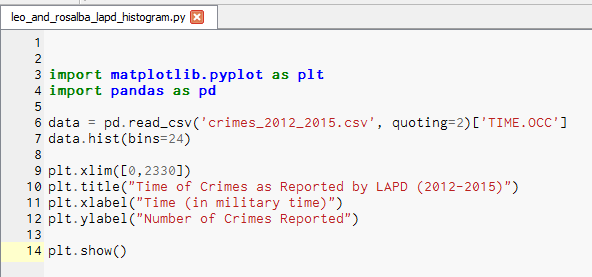 leo_and_rosalba_lapd_histogram.py
1
2
3 import matplotlib.pyplot as plt
4 import pandas as pd
5
6 data = pd.read_csv('crimes_2012_2015.csv', quoting=2)['TIME.OCC']
7 data.hist(bins=24)
8
9 plt.xlim([0,2330])
10 plt.title("Time of Crimes as Reported by LAPD (2012-2015)")
11 plt.xlabel("Time (in military time)")
12 plt.ylabel("Number of Crimes Reported")
13
14 plt.show()